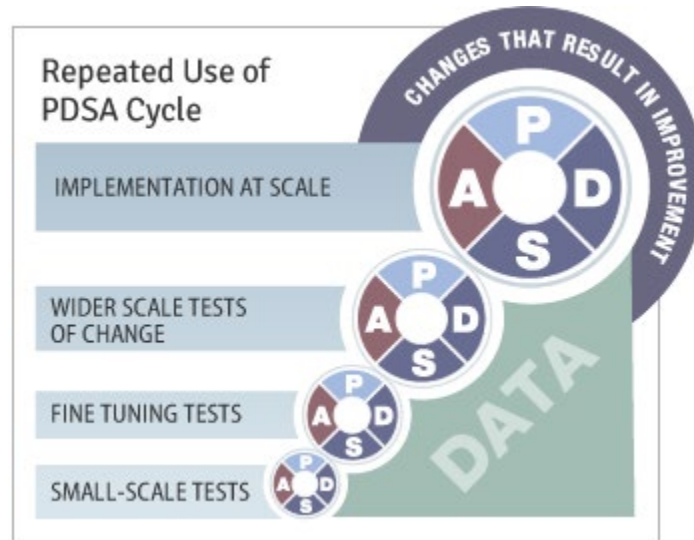 Repeated Use of
PDSA Cycle
CHANGES THAT RESULT IN IMPROVEMENT
P
A D
S
IMPLEMENTATION AT SCALE
P
A D
S
WIDER SCALE TESTS
OF CHANGE
P
A D
S
FINE TUNING TESTS
P
A D
S
SMALL-SCALE TESTS
DATA